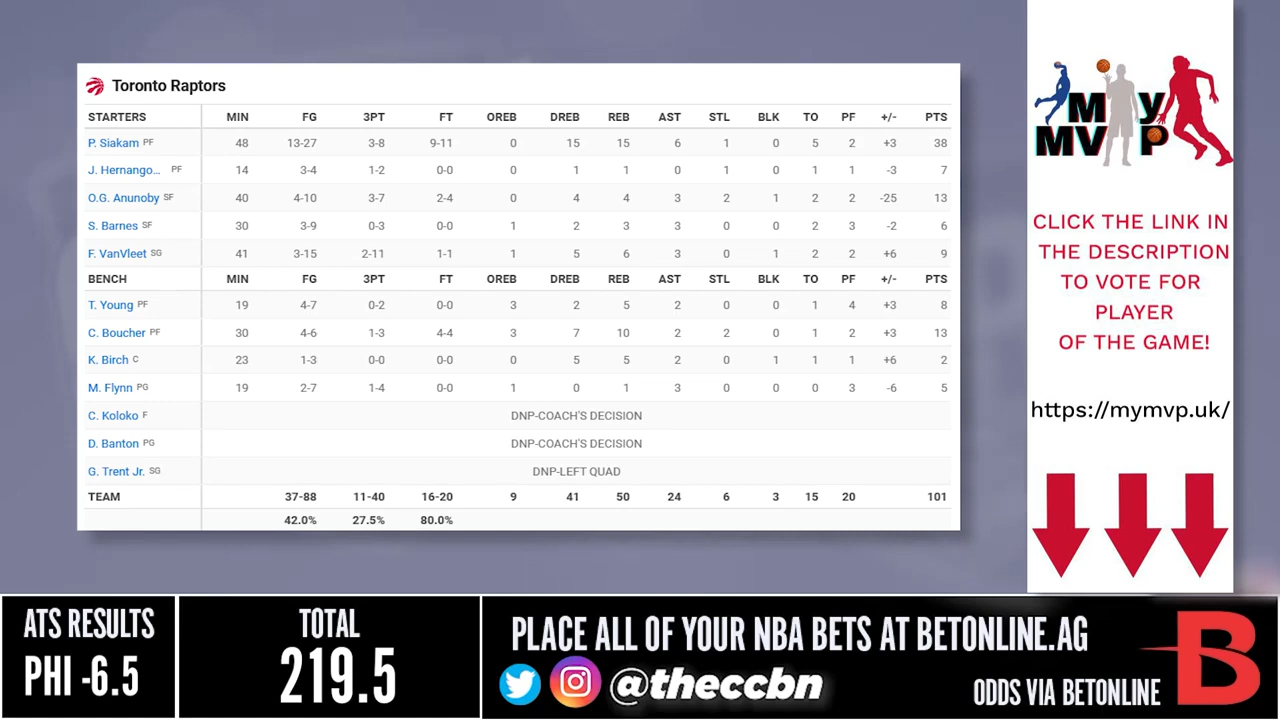 Toronto Raptors
STARTERS MIN FG 3PT FT OREB DREB REB AST STL BLK TO PF +/- PTS
P. Siakam PF 48 13-27 3-8 9-11 0 15 15 6 1 0 5 2 +3 38
J. Hernango... PF 14 3-4 1-2 0-0 0 1 1 0 1 0 1 1 -3 7
O.G. Anunoby SF 40 4-10 3-7 2-4 0 4 4 3 2 1 2 2 -25 13
S. Barnes SF 30 3-9 0-3 0-0 1 2 3 3 0 0 2 3 -2 6
F. VanVleet SG 41 3-15 2-11 1-1 1 5 6 3 0 1 2 2 +6 9
BENCH MIN FG 3PT FT OREB DREB REB AST STL BLK TO PF +/- PTS
T. Young PF 19 4-7 0-2 0-0 3 2 5 2 0 0 1 4 +3 8
C. Boucher PF 30 4-6 1-3 4-4 3 7 10 2 2 0 1 2 +3 13
K. Birch C 23 1-3 0-0 0-0 0 5 5 2 0 1 1 1 +6 2
M. Flynn PG 19 2-7 1-4 0-0 1 0 1 3 0 0 0 3 -6 5
C. Koloko F DNP-COACH'S DECISION
D. Banton PG DNP-COACH'S DECISION
G. Trent Jr. SG DNP-LEFT QUAD
TEAM 37-88 11-40 16-20 9 41 50 24 6 3 15 20 101
42.0% 27.5% 80.0%
My
MVP
CLICK THE LINK IN
THE DESCRIPTION
TO VOTE FOR
PLAYER
OF THE GAME!
https://mymvp.uk/
ATS RESULTS
PHI -6.5
TOTAL
219.5
PLACE ALL OF YOUR NBA BETS AT BETONLINE.AG
@theccbn
ODDS VIA BETONLINE
B